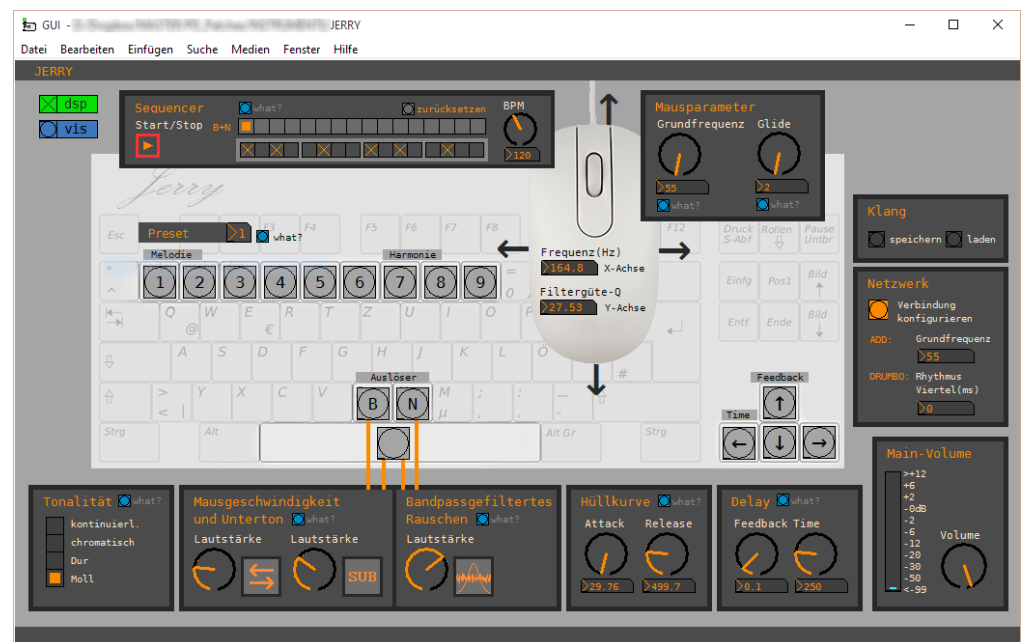 GUI - JERRY
Datei Bearbeiten Einfügen Suche Medien Fenster Hilfe
JERRY
dsp
vis
Sequencer what? zurücksetzen BPM
Start/Stop B+N
>120
Mausparameter
Grundfrequenz Glide
>55 >2
what? what?
Jerry
Klang
speichern laden
Esc F3 F4 F5 F6 F7 F8 F12 Druck S-Abf Rollen Pause Untbr
Preset >1 what?
Melodie Harmonie
1 2 3 4 5 6 7 8 9 = 0
Frequenz(Hz)
>164.8 X-Achse
Filtergüte-Q
>27.53 Y-Achse
Einfg Pos1 Bild
Entf Ende Bild
Q @ W E € R T Z U I O P
A S D F G H J K L Ö #
Auslöser
> < | Y X C V B N M µ ; , : . — -
Strg Alt Alt Gr Strg
Feedback
↑
Time
← ↓ →
Netzwerk
Verbindung
konfigurieren
ADD: Grundfrequenz
>55
DRUMBO: Rhythmus
Viertel(ms)
>0
Tonalität what?
kontinuierl.
chromatisch
Dur
Moll
Mausgeschwindigkeit
und Unterton what?
Lautstärke Lautstärke
SUB
Bandpassgefiltertes
Rauschen what?
Lautstärke
Hüllkurve what?
Attack Release
>29.76 >499.7
Delay what?
Feedback Time
>0.1 >250
Main-Volume
>+12
+6
+2
-0dB
-2
-6
-12
-20
-30
-50
<-99
Volume